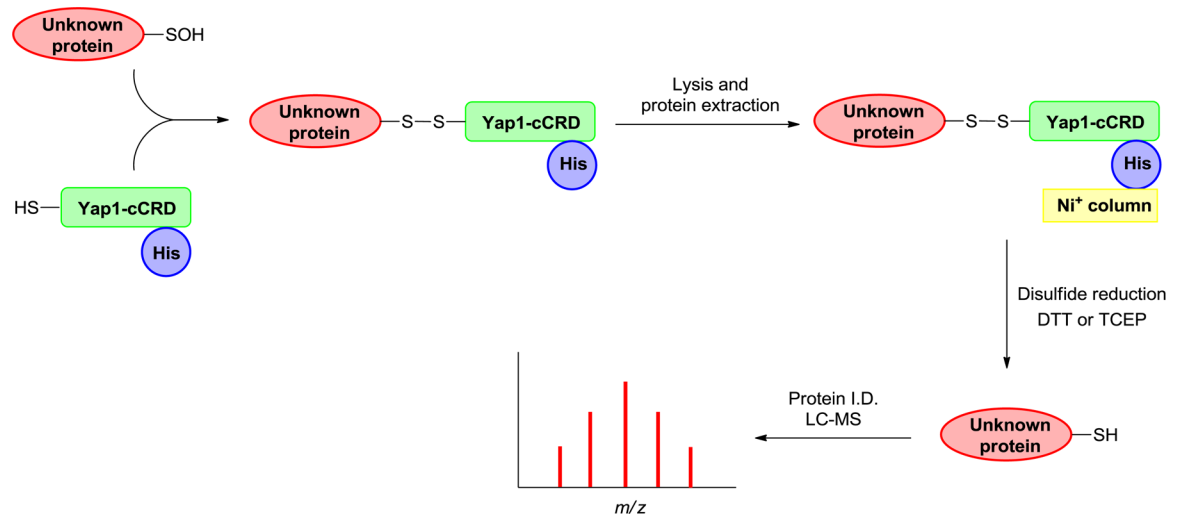 Unknown
protein
SOH
HS
Yap1-cCRD
His
Unknown
protein
S
S
Yap1-cCRD
His
Lysis and
protein extraction
Unknown
protein
S
S
Yap1-cCRD
His
Ni⁺ column
Disulfide reduction
DTT or TCEP
Unknown
protein
SH
Protein I.D.
LC-MS
m/z